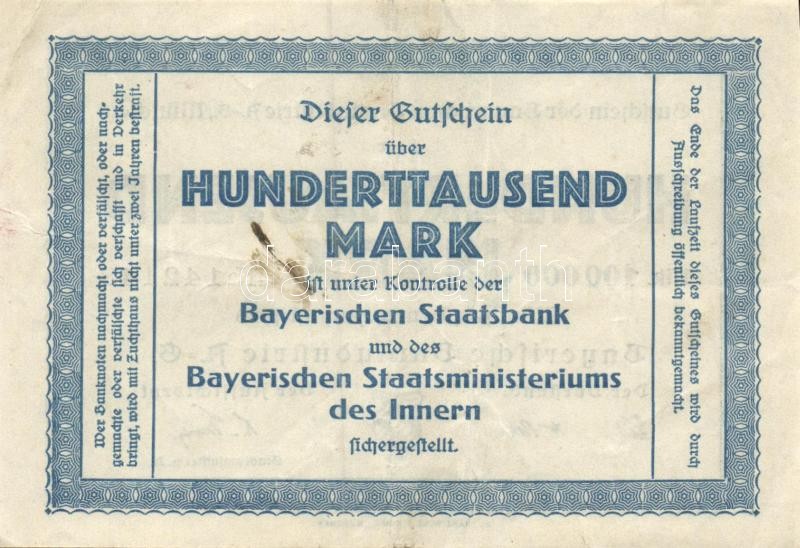 Wer Banknoten nachmacht oder verfälscht, oder nach-
gemachte oder verfälschte sich verschafft und in Verkehr
bringt, wird mit Zuchthaus nicht unter zwei Jahren bestraft.
Dieser Gutschein
über
HUNDERTTAUSEND
MARK
ist unter Kontrolle der
Bayerischen Staatsbank
und des
Bayerischen Staatsministeriums
des Innern
sichergestellt.
Das Ende der Laufzeit dieses Gutscheines wird durch
Ausschreibung öffentlich bekanntgemacht.
darabanth